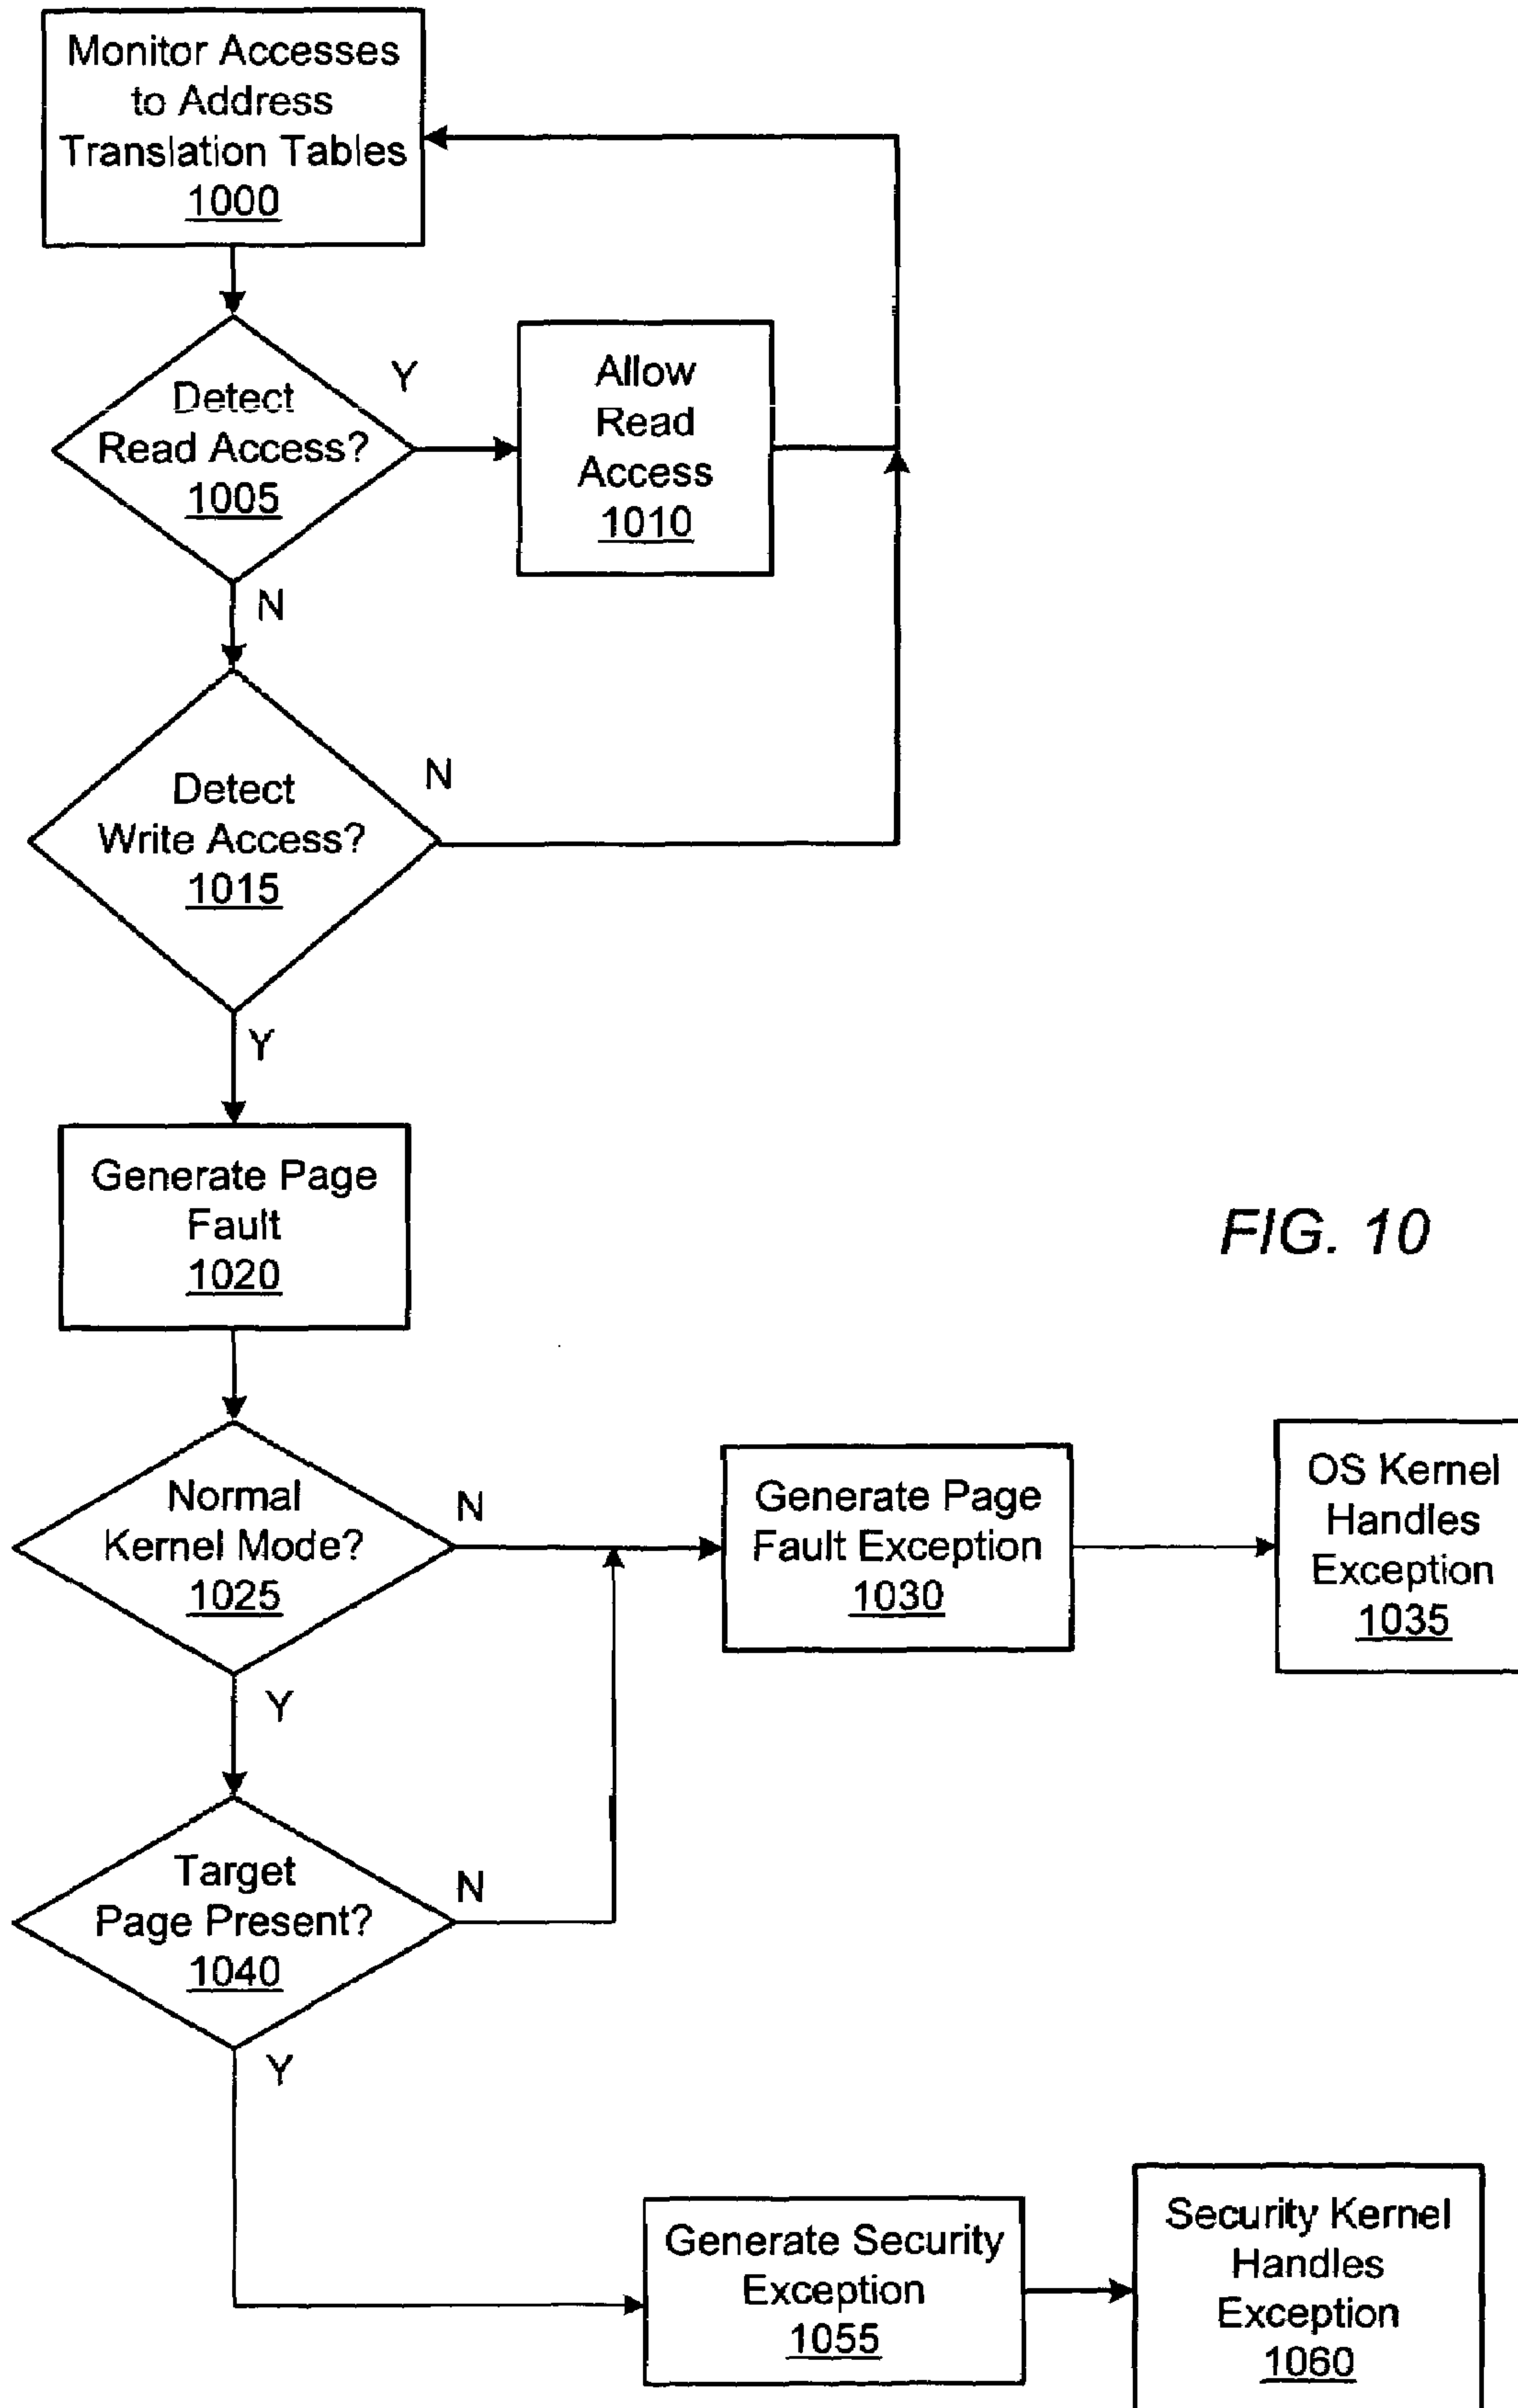 Monitor Accesses
to Address
Translation Tables
1000
Detect
Read Access?
1005
Y
Allow
Read
Access
1010
N
Detect
Write Access?
1015
N
Y
Generate Page
Fault
1020
FIG. 10
Normal
Kernel Mode?
1025
N
Generate Page
Fault Exception
1030
OS Kernel
Handles
Exception
1035
Y
Target
Page Present?
1040
N
Y
Generate Security
Exception
1055
Security Kernel
Handles
Exception
1060